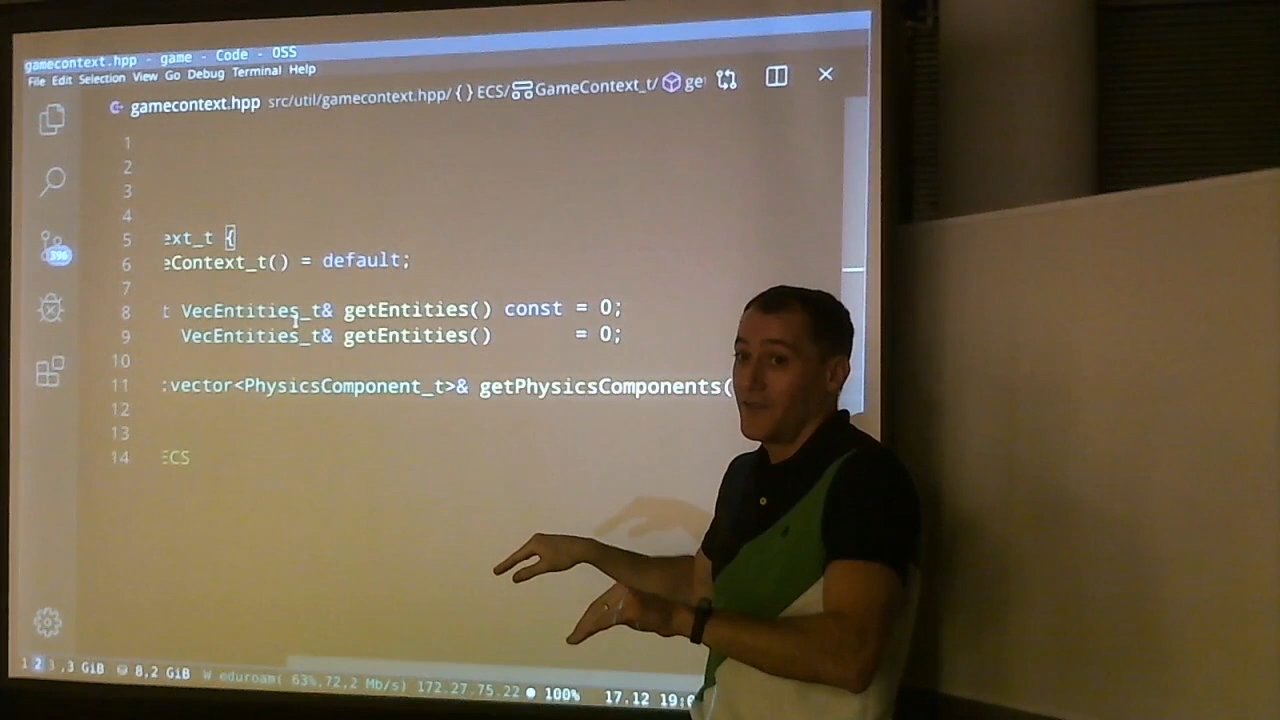 gamecontext.hpp - game - Code - OSS
File Edit Selection View Go Debug Terminal Help
gamecontext.hpp src/util/gamecontext.hpp/ {} ECS/ GameContext_t/ ge
1
2
3
4
5 ext_t {
396
6 eContext_t() = default;
7
8 t VecEntities_t& getEntities() const = 0;
9 VecEntities_t& getEntities() = 0;
10
11 :vector<PhysicsComponent_t>& getPhysicsComponents(
12
13
14 ECS
1 2 3 ,3 GiB 8,2 GiB W eduroam( 63%,72,2 Mb/s) 172.27.75.22 100% 17.12 19:0